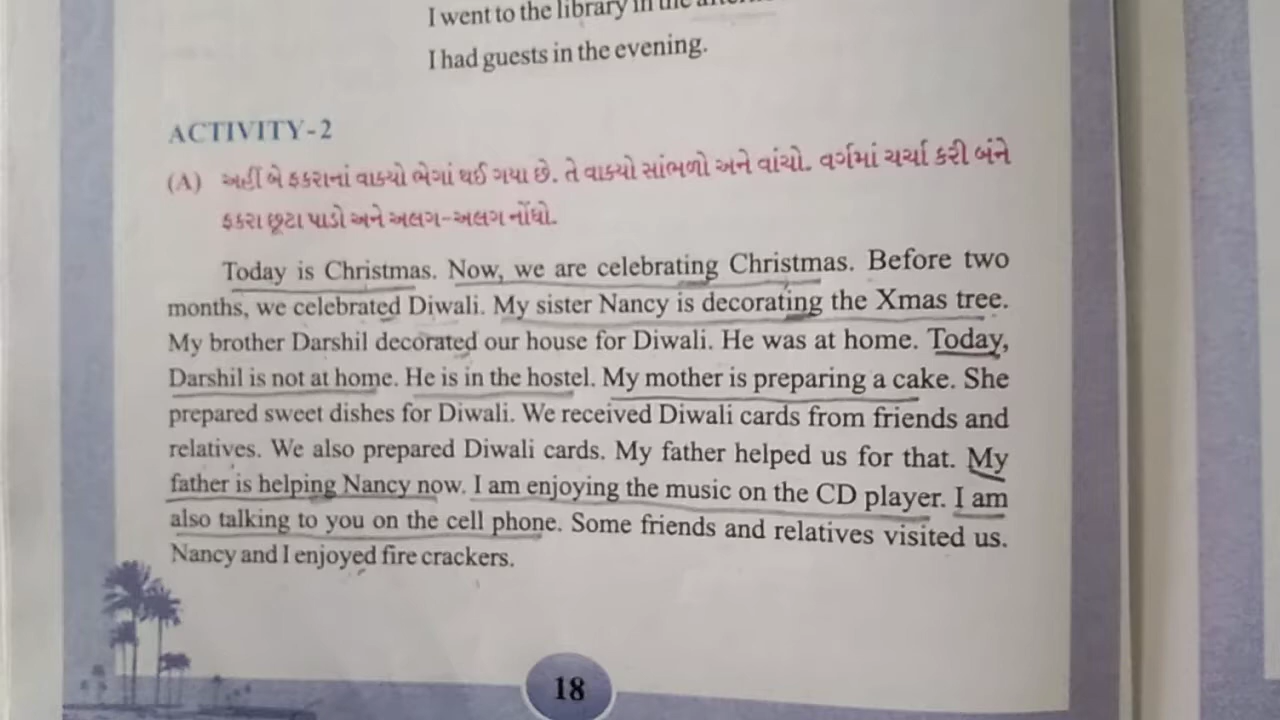 I went to the library in the
I had guests in the evening.
ACTIVITY-2
(A) અહીં બે ફકરાનાં વાક્યો ભેગાં થઈ ગયા છે. તે વાક્યો સાંભળો અને વાંચો. વર્ગમાં ચર્ચા કરી બંને
ફકરા છૂટા પાડો અને અલગ-અલગ નોંધો.
Today is Christmas. Now, we are celebrating Christmas. Before two
months, we celebrated Diwali. My sister Nancy is decorating the Xmas tree.
My brother Darshil decorated our house for Diwali. He was at home. Today,
Darshil is not at home. He is in the hostel. My mother is preparing a cake. She
prepared sweet dishes for Diwali. We received Diwali cards from friends and
relatives. We also prepared Diwali cards. My father helped us for that. My
father is helping Nancy now. I am enjoying the music on the CD player. I am
also talking to you on the cell phone. Some friends and relatives visited us.
Nancy and I enjoyed fire crackers.
18